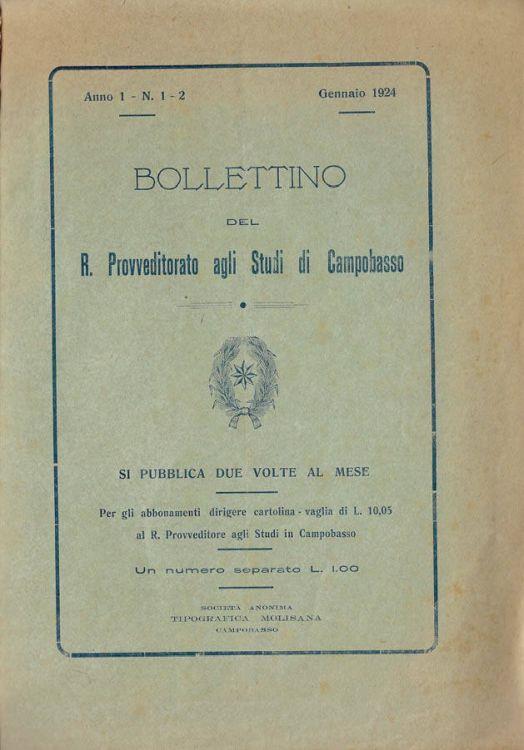 Anno 1 - N. 1 - 2
Gennaio 1924
BOLLETTINO
DEL
R. Provveditorato agli Studi di Campobasso
SI PUBBLICA DUE VOLTE AL MESE
Per gli abbonamenti dirigere cartolina - vaglia di L. 10,05
al R. Provveditore agli Studi in Campobasso
Un numero separato L. 1.00
SOCIETÀ ANONIMA
TIPOGRAFICA MOLISANA
CAMPOBASSO